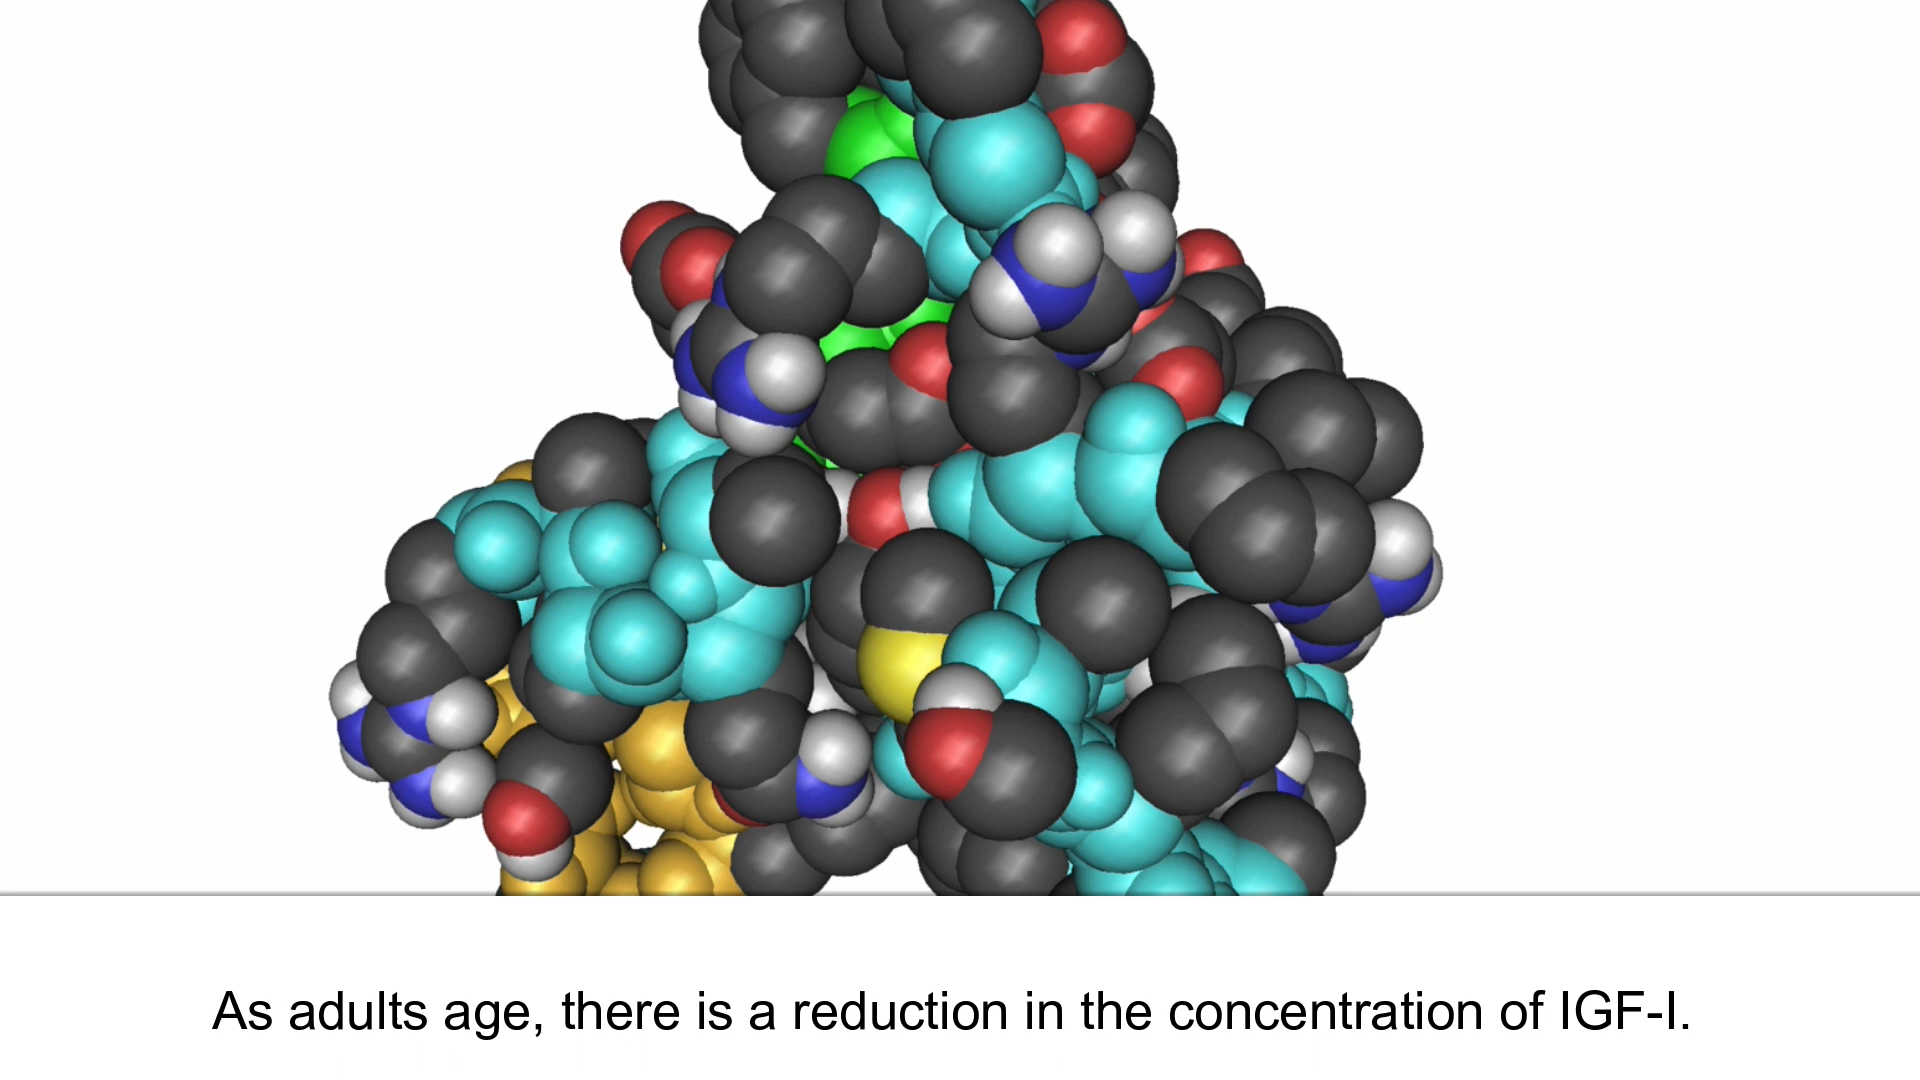 As adults age, there is a reduction in the concentration of IGF-I.